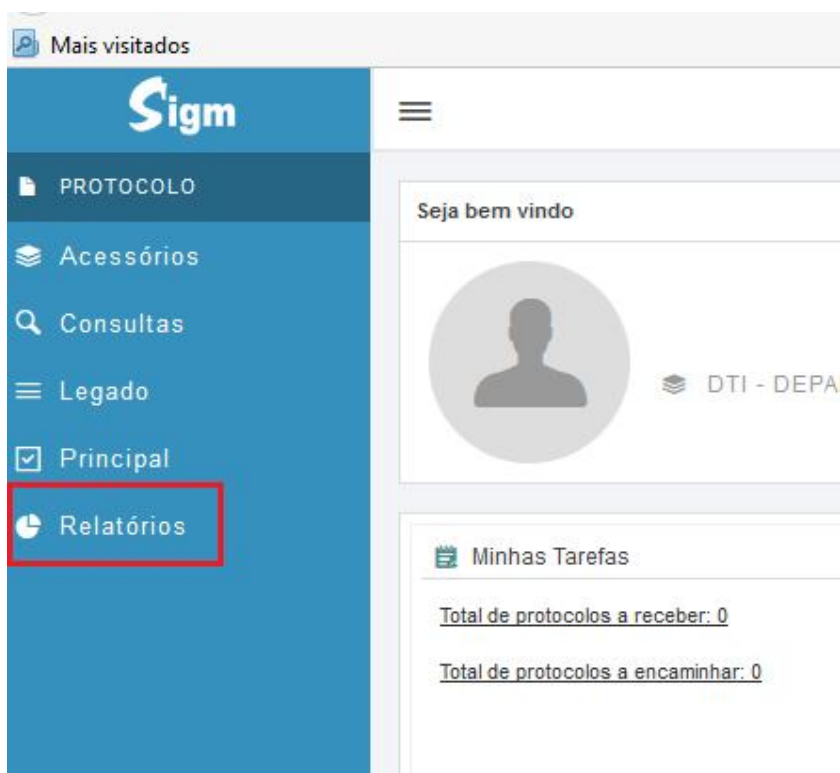 Mais visitados
Sigm
PROTOCOLO
Acessórios
Consultas
Legado
Principal
Relatórios
Seja bem vindo
DTI - DEPA
Minhas Tarefas
Total de protocolos a receber: 0
Total de protocolos a encaminhar: 0